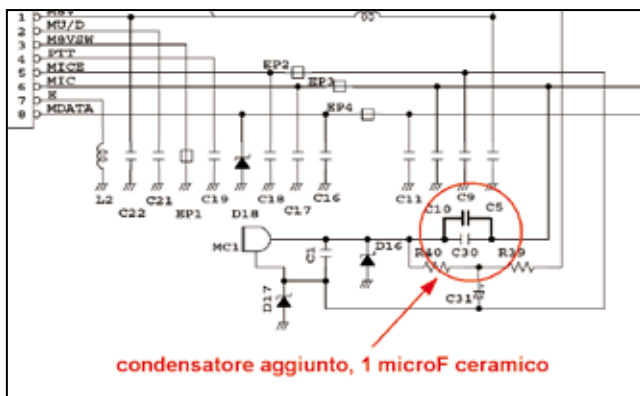 M8V
1 MU/D
2 M8VSW
3 PTT
4 MICE
5 MIC
6 E
7 MDATA
8
EP2
EP3
EP4
L2
C22
C21
EP1
C19
D18
C18
C17
C16
C11
C10
C9
C5
MC1
C1
D16
R40
C30
R39
D17
C31
condensatore aggiunto, 1 microF ceramico